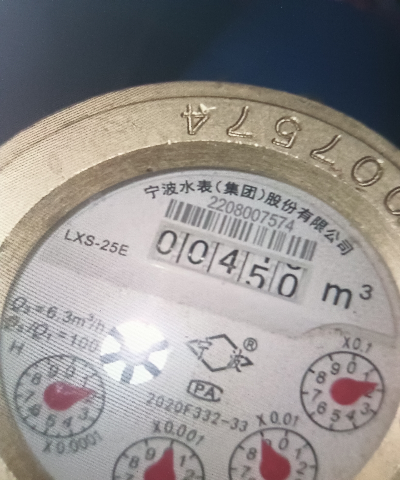 007574
宁波水表(集团)股份有限公司
2208007574
LXS-25E
00450 m³
Q₃=6.3m³/h
Q₃/Q₁=100
H
®
PA
2020F332-33
X0.1
X0.01
X0.001
X0.0001